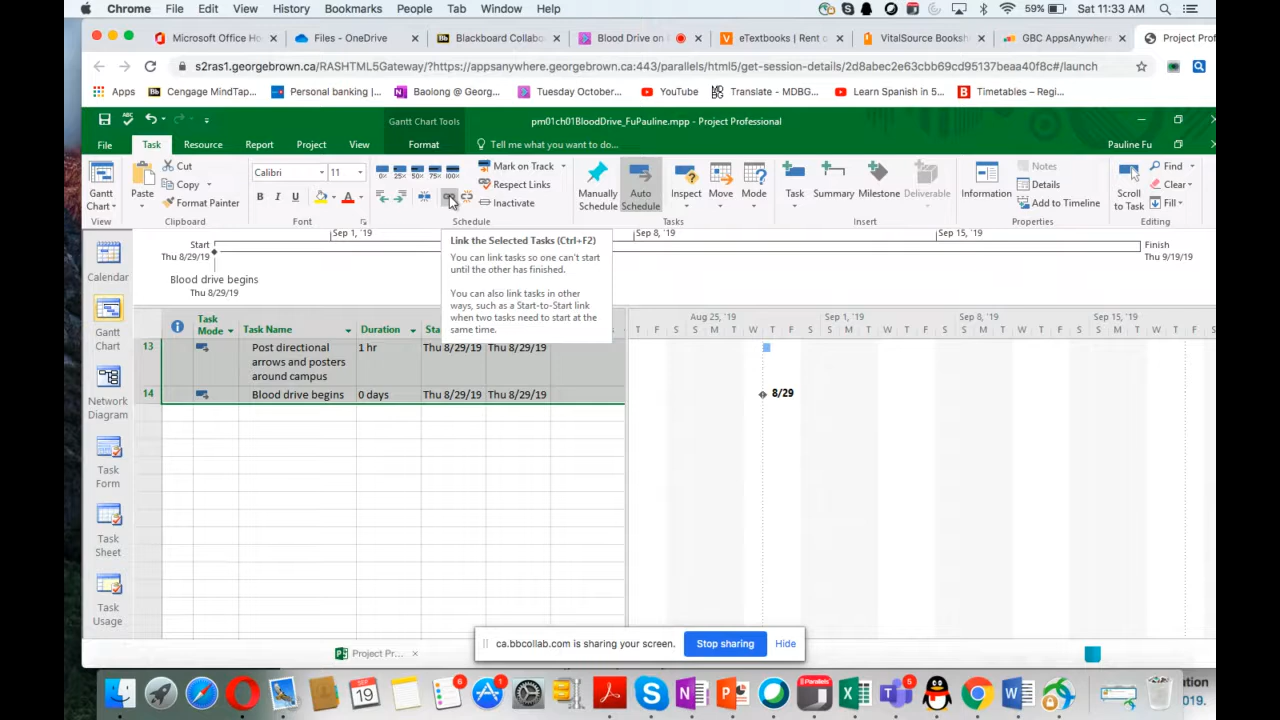 Chrome File Edit View History Bookmarks People Tab Window Help 59% Sat 11:33 AM
Microsoft Office Ho × Files - OneDrive × Blackboard Collabo × Blood Drive on × eTextbooks | Rent o × VitalSource Booksh × GBC AppsAnywhere × Project Prof
s2ras1.georgebrown.ca/RASHTML5Gateway/?https://appsanywhere.georgebrown.ca:443/parallels/html5/get-session-details/2d8abec2e63cbb69cd95137beaa40f8c#/launch
Apps Cengage MindTap... Personal banking |... Baolong @ Georg... Tuesday October... YouTube Translate - MDBG... Learn Spanish in 5... Timetables – Regi...
Gantt Chart Tools pm01ch01BloodDrive_FuPauline.mpp - Project Professional
File Task Resource Report Project View Format Tell me what you want to do... Pauline Fu
Gantt
Chart
View
Paste
Cut
Copy
Format Painter
Clipboard
Calibri 11
B I U A
Font
0% 25% 50% 75% 100%
Mark on Track
Respect Links
Inactivate
Schedule
Manually
Schedule
Auto
Schedule
Inspect Move Mode
Tasks
Task Summary Milestone Deliverable
Insert
Information
Notes
Details
Add to Timeline
Properties
Scroll
to Task
Find
Clear
Fill
Editing
Link the Selected Tasks (Ctrl+F2)
You can link tasks so one can't start
until the other has finished.
You can also link tasks in other
ways, such as a Start-to-Start link
when two tasks need to start at the
same time.
Start
Thu 8/29/19
Sep 1, '19 Sep 8, '19 Sep 15, '19
Finish
Thu 9/19/19
Blood drive begins
Thu 8/29/19
Calendar
Gantt
Chart
Network
Diagram
Task
Form
Task
Sheet
Task
Usage
Task
Mode Task Name Duration Sta
13 Post directional
arrows and posters
around campus
1 hr Thu 8/29/19 Thu 8/29/19
14 Blood drive begins 0 days Thu 8/29/19 Thu 8/29/19
Aug 25, '19 Sep 1, '19 Sep 8, '19 Sep 15, '19
T F S S M T W T F S S M T W T F S S M T W T F S S M T W T F
8/29
ca.bbcollab.com is sharing your screen. Stop sharing Hide
Project Pr... ×
SEP
19
6
1
5
ntation
019.